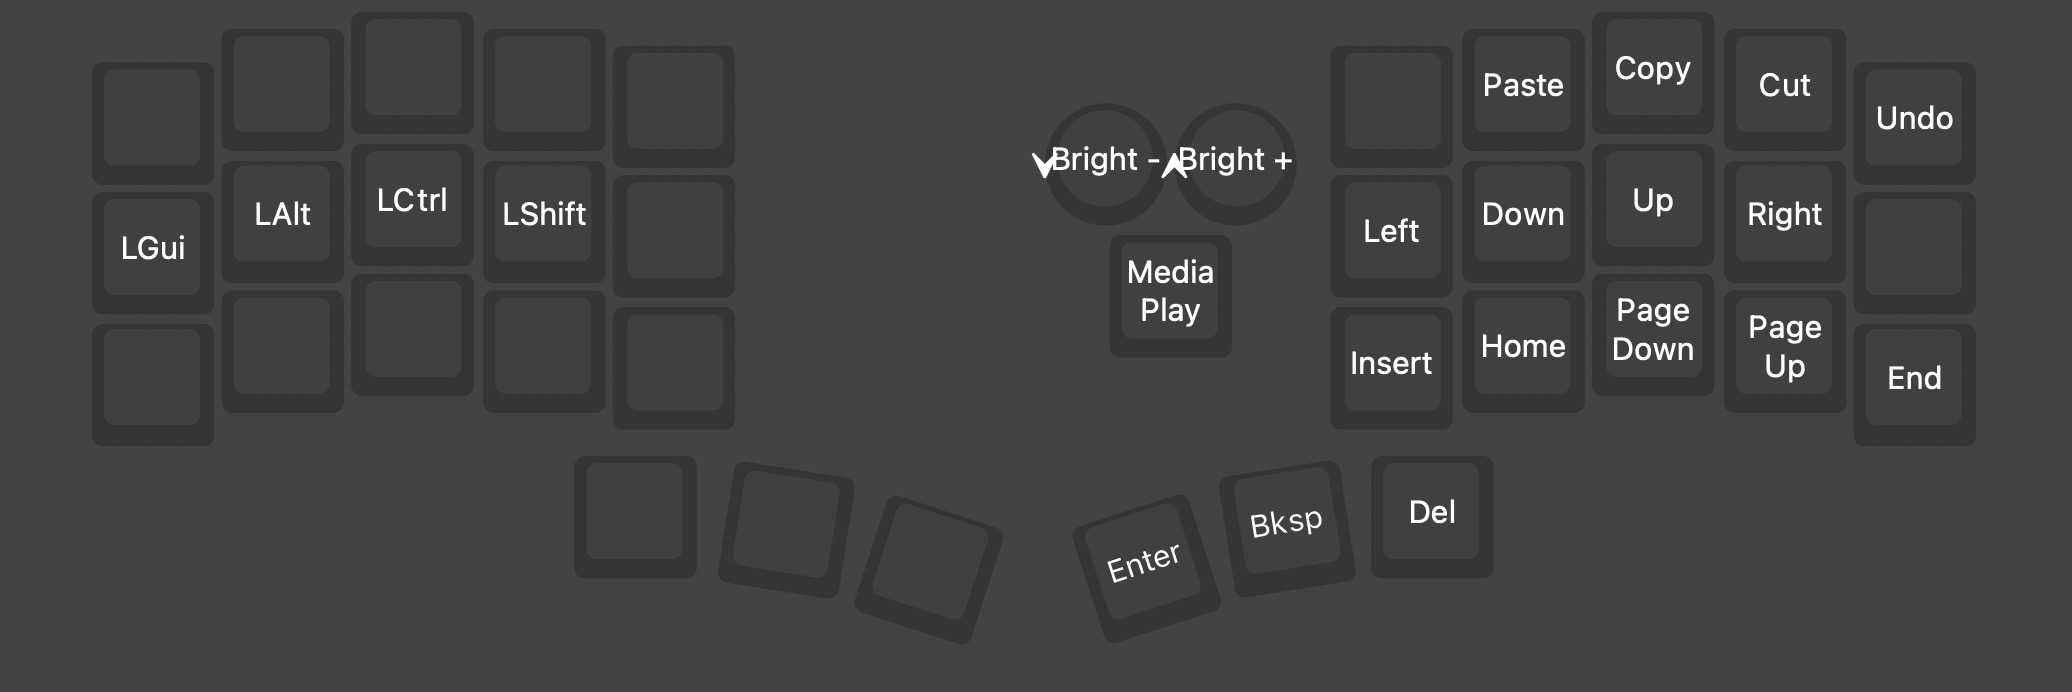 Paste
Copy
Cut
Undo
LGui
LAlt
LCtrl
LShift
Bright -
Bright +
Media
Play
Left
Down
Up
Right
Insert
Home
Page
Down
Page
Up
End
Enter
Bksp
Del